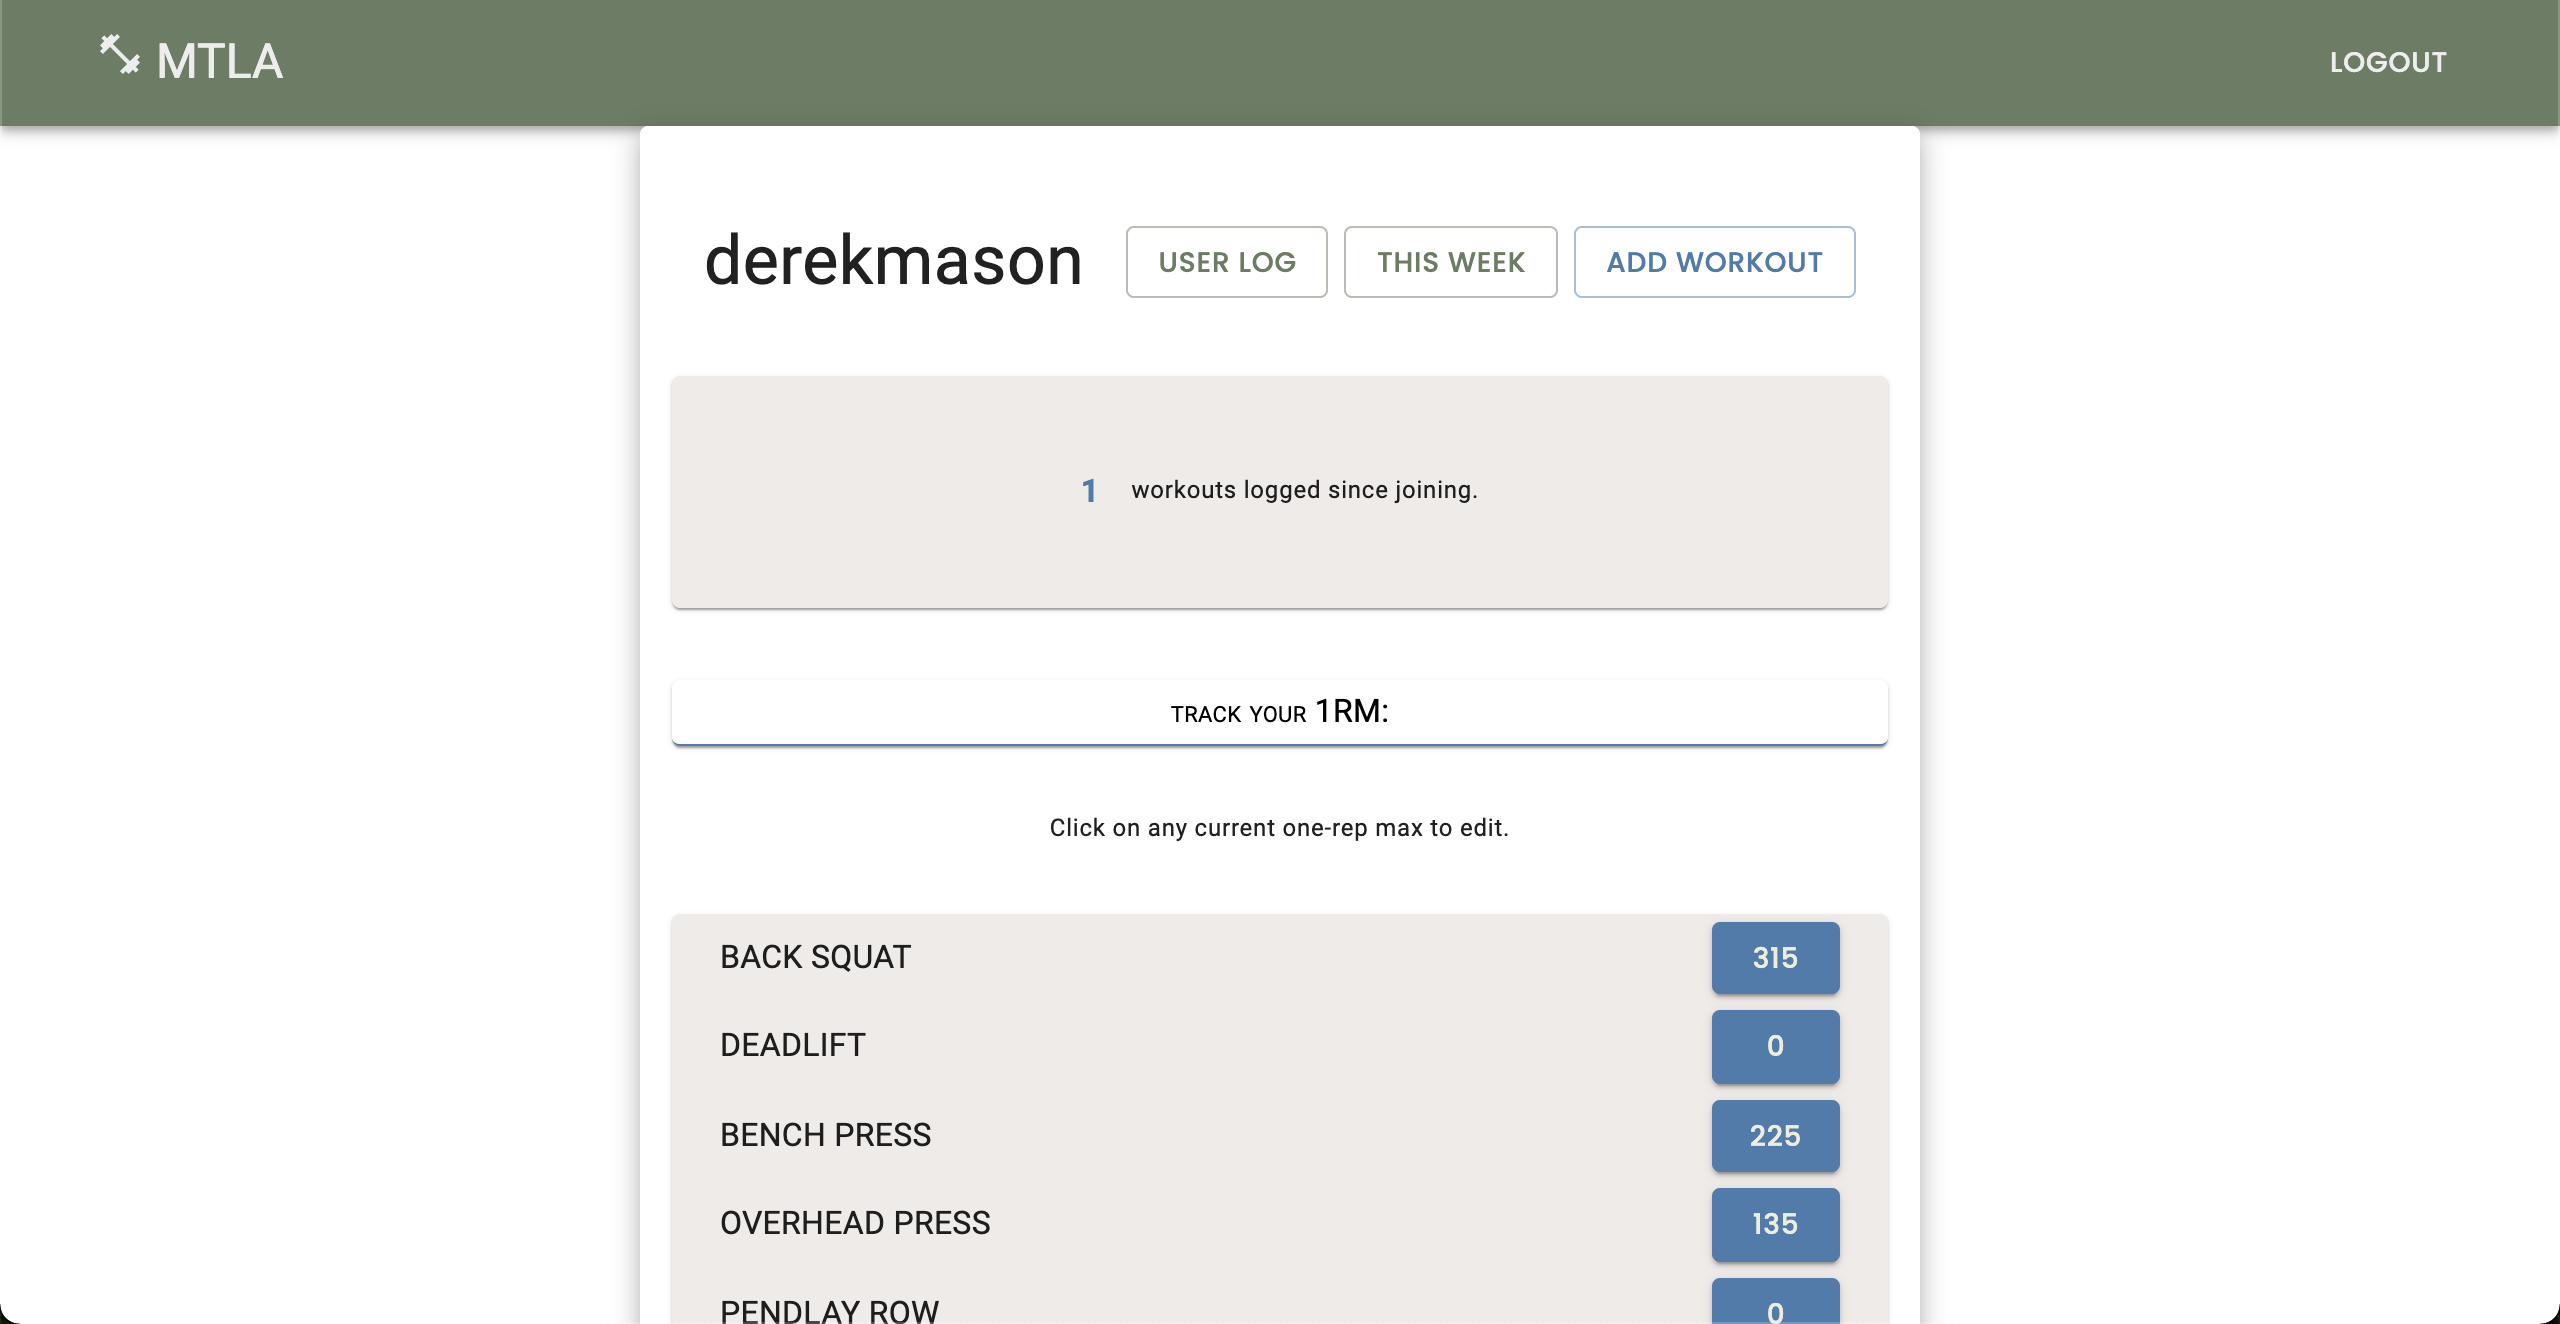 MTLA
LOGOUT
derekmason
USER LOG
THIS WEEK
ADD WORKOUT
1 workouts logged since joining.
TRACK YOUR 1RM:
Click on any current one-rep max to edit.
BACK SQUAT 315
DEADLIFT 0
BENCH PRESS 225
OVERHEAD PRESS 135
PENDLAY ROW 0